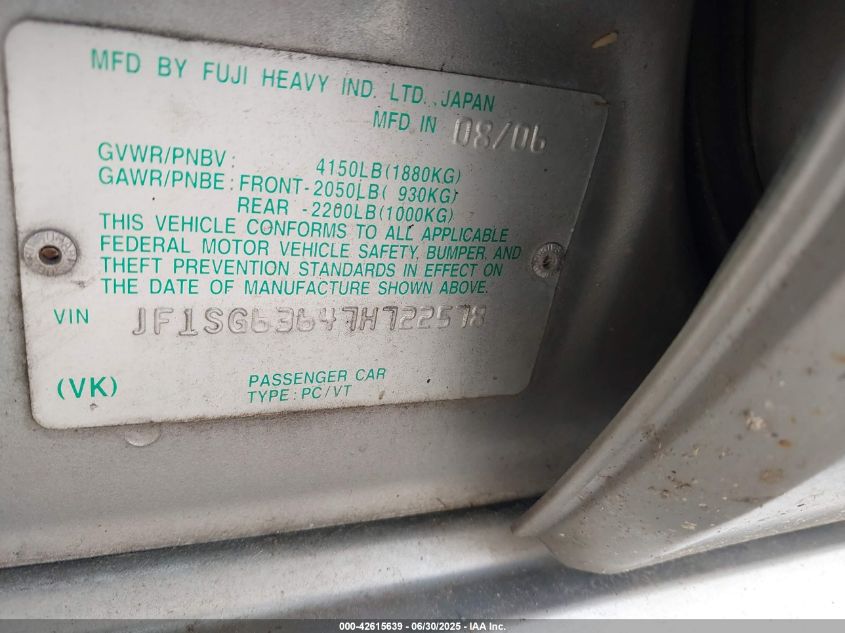 MFD BY FUJI HEAVY IND. LTD. JAPAN
MFD IN 08/06
GVWR/PNBV: 4150LB(1880KG)
GAWR/PNBE: FRONT-2050LB( 930KG)
REAR -2200LB(1000KG)
THIS VEHICLE CONFORMS TO ALL APPLICABLE
FEDERAL MOTOR VEHICLE SAFETY, BUMPER, AND
THEFT PREVENTION STANDARDS IN EFFECT ON
THE DATE OF MANUFACTURE SHOWN ABOVE.
VIN JF1SG63647H722578
(VK)
PASSENGER CAR
TYPE: PC/VT
000-42615639 - 06/30/2025 - IAA Inc.